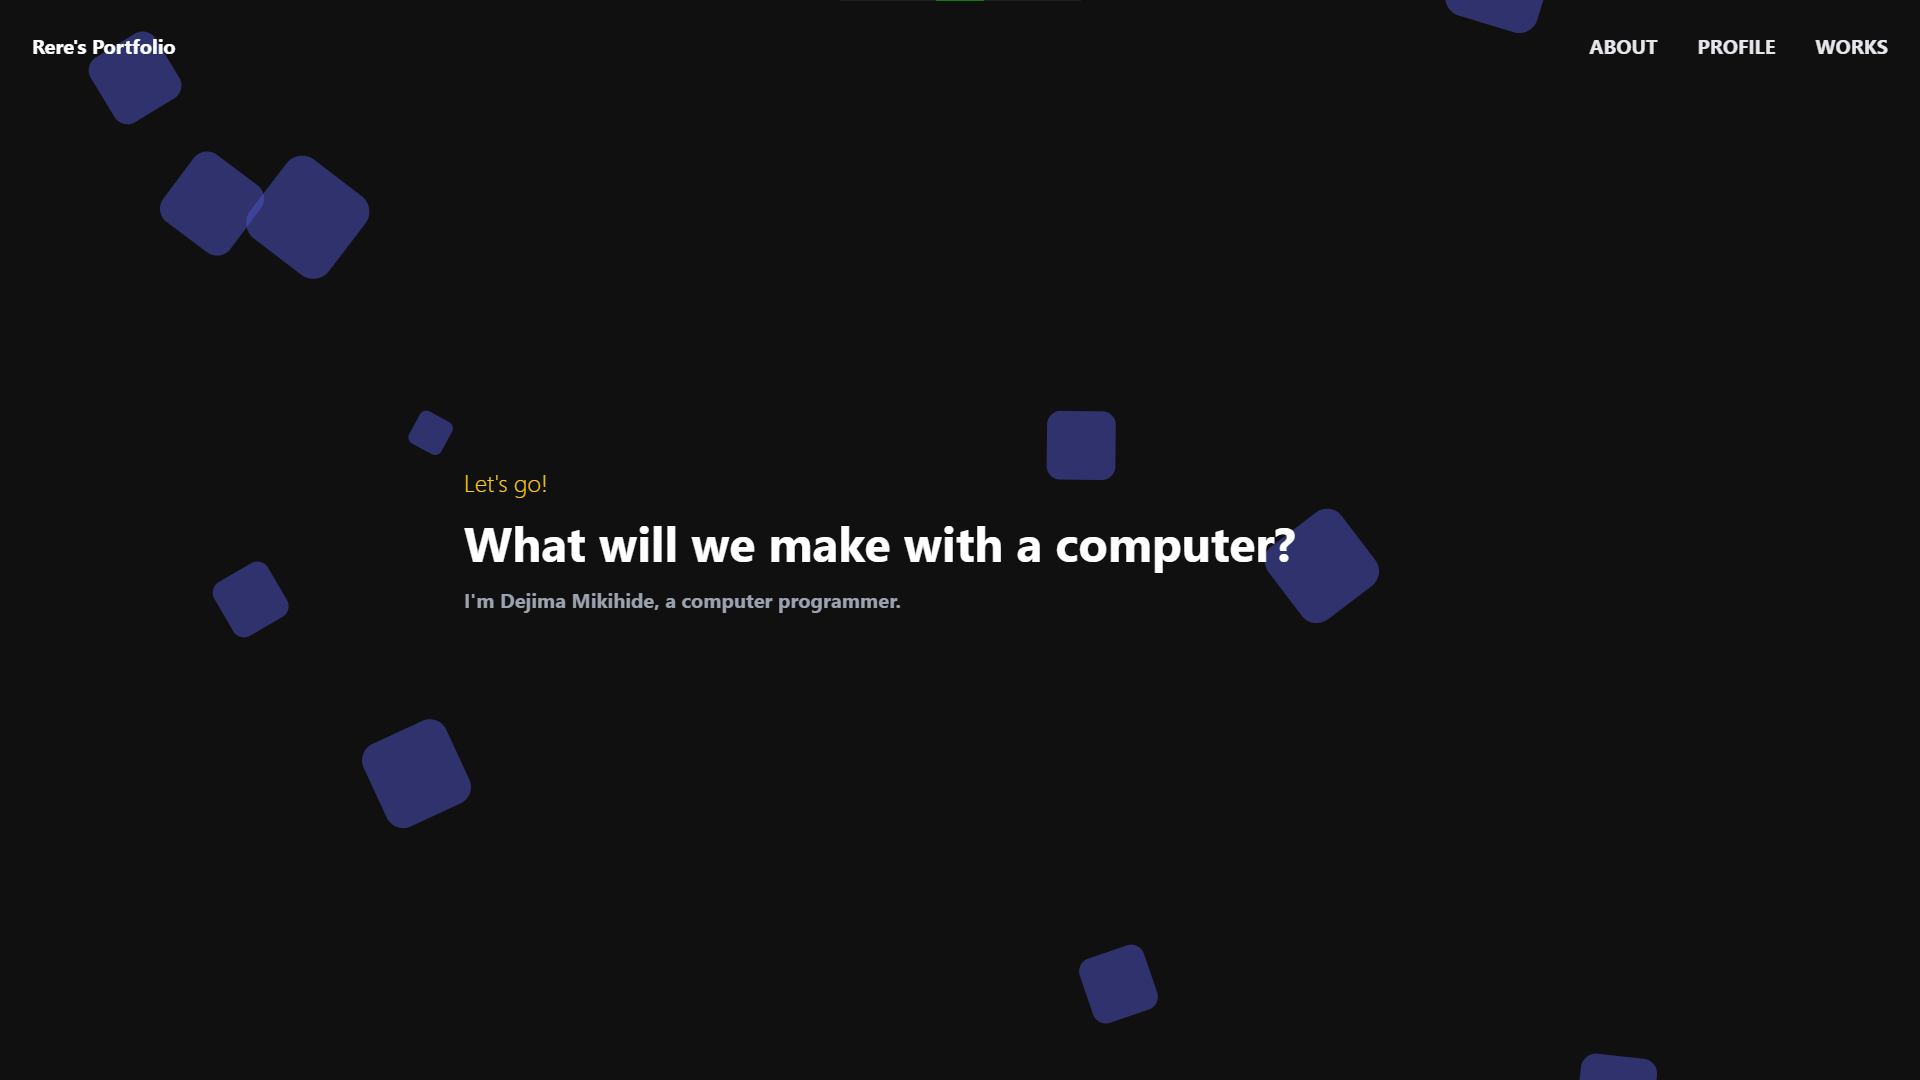 Rere's Portfolio
ABOUT PROFILE WORKS
Let's go!
What will we make with a computer?
I'm Dejima Mikihide, a computer programmer.